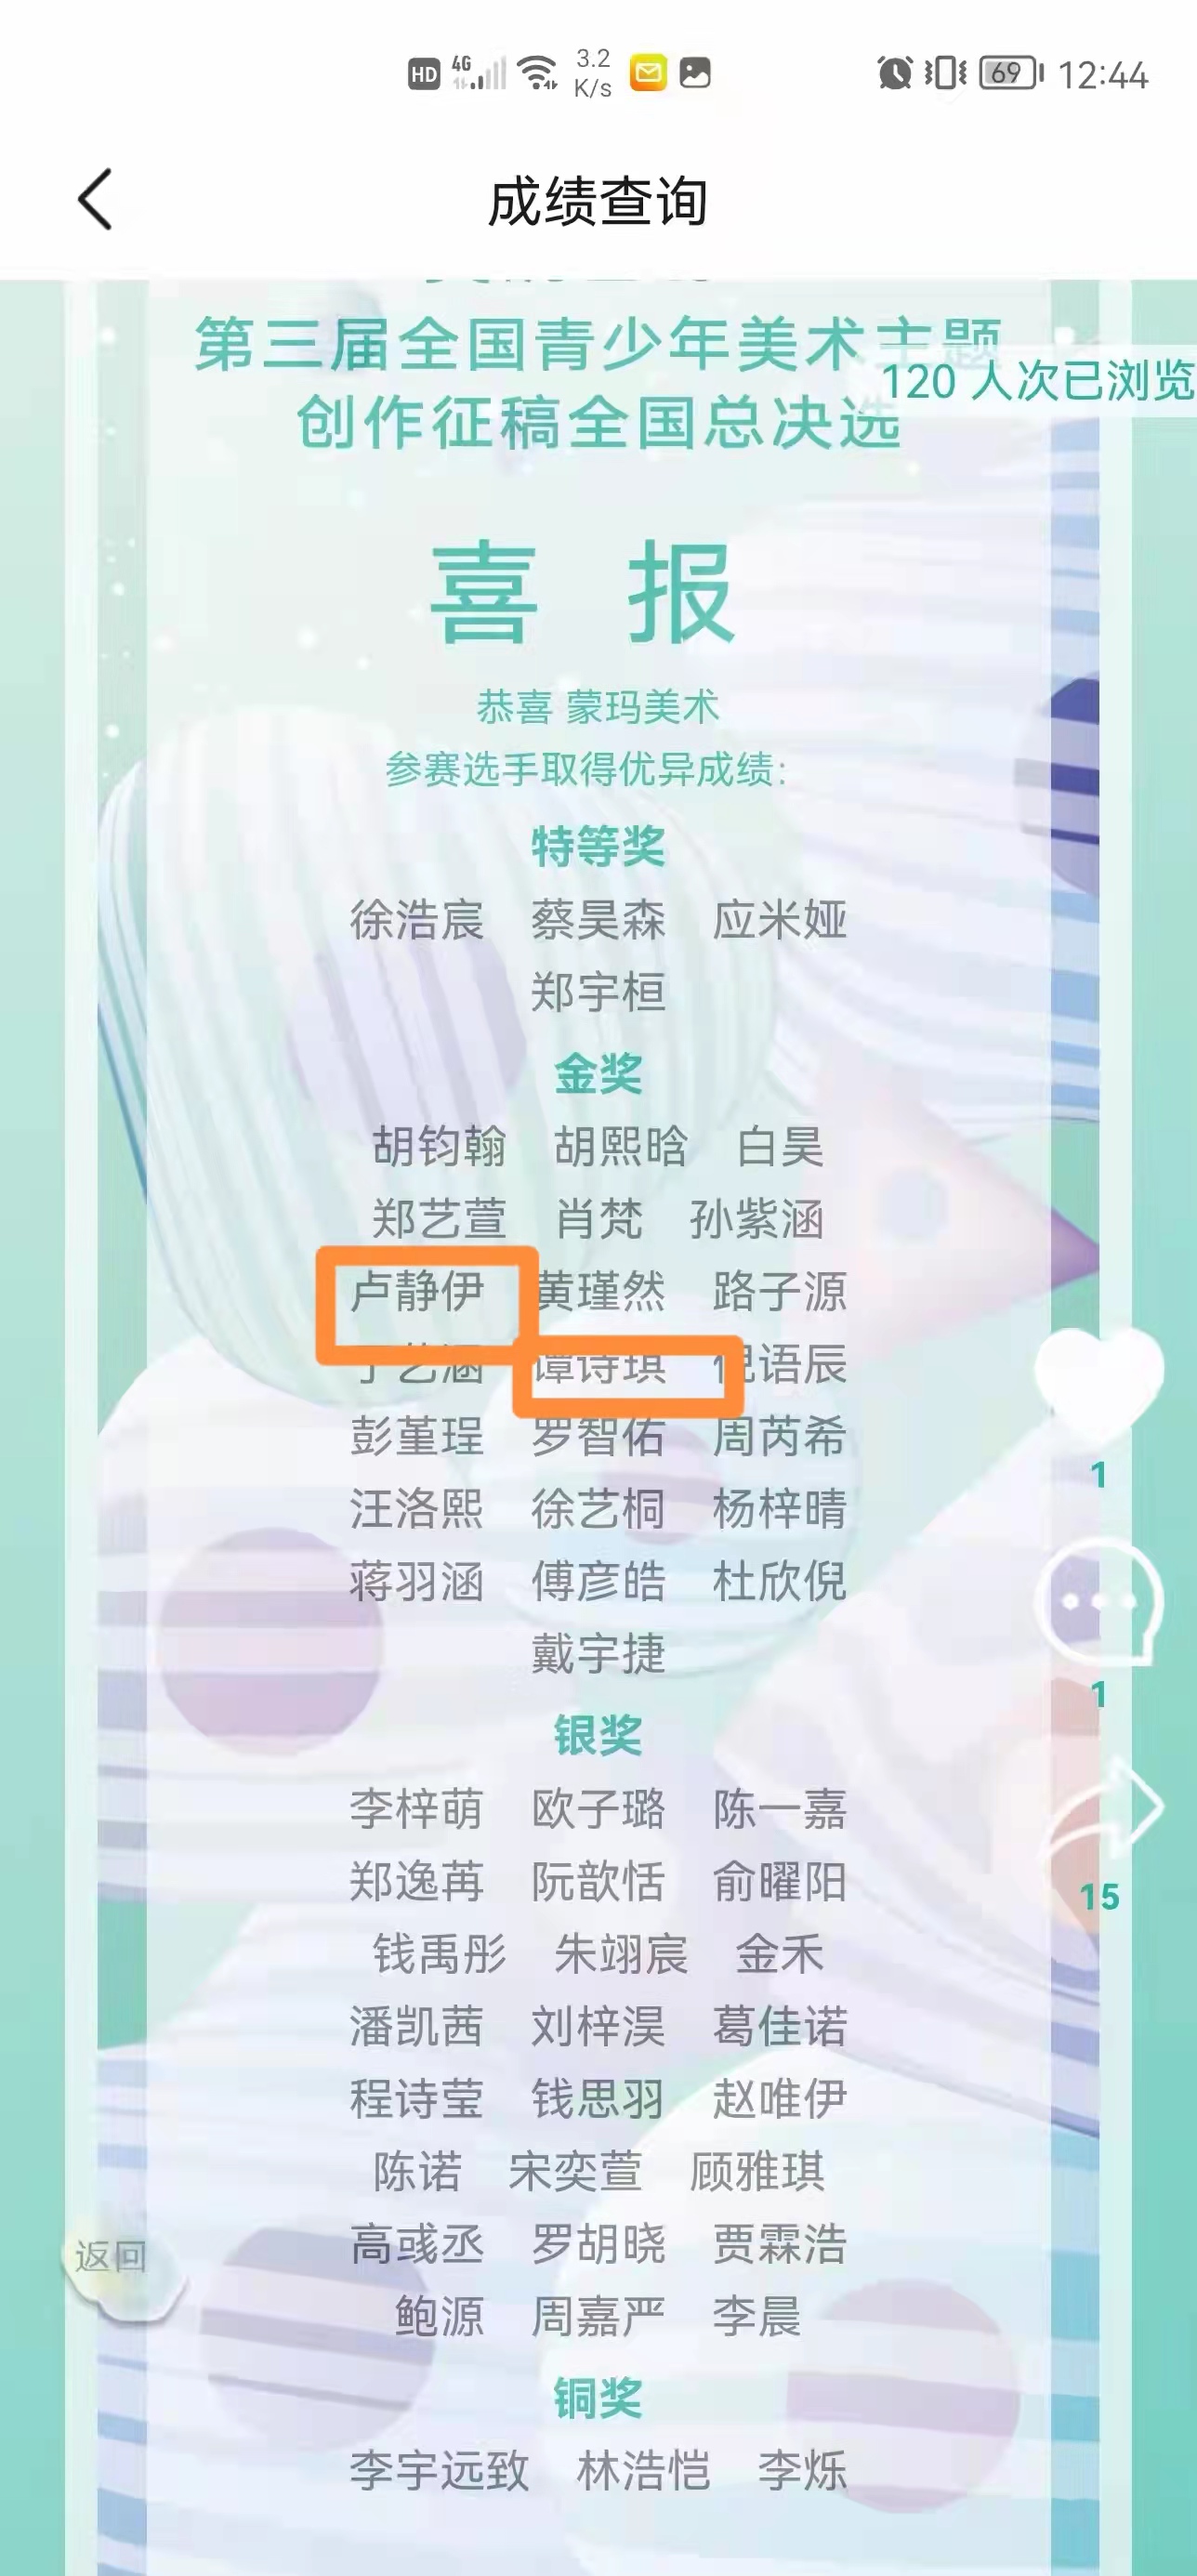 HD 4G 3.2 K/s 69 12:44
成绩查询
第三届全国青少年美术主题
120 人次已浏览
创作征稿全国总决选
喜 报
恭喜 蒙玛美术
参赛选手取得优异成绩：
特等奖
徐浩宸 蔡昊森 应米娅
郑宇桓
金奖
胡钧翰 胡熙晗 白昊
郑艺萱 肖梵 孙紫涵
卢静伊 黄瑾然 路子源
丁艺涵 谭诗琪 倪语辰
彭堇珵 罗智佑 周芮希
汪洛熙 徐艺桐 杨梓晴
蒋羽涵 傅彦皓 杜欣倪
戴宇捷
1
银奖
1
李梓萌 欧子璐 陈一嘉
郑逸苒 阮歆恬 俞曜阳
15
钱禹彤 朱翊宸 金禾
潘凯茜 刘梓淏 葛佳诺
程诗莹 钱思羽 赵唯伊
陈诺 宋奕萱 顾雅琪
高彧丞 罗胡晓 贾霖浩
返回
鲍源 周嘉严 李晨
铜奖
李宇远致 林浩恺 李烁